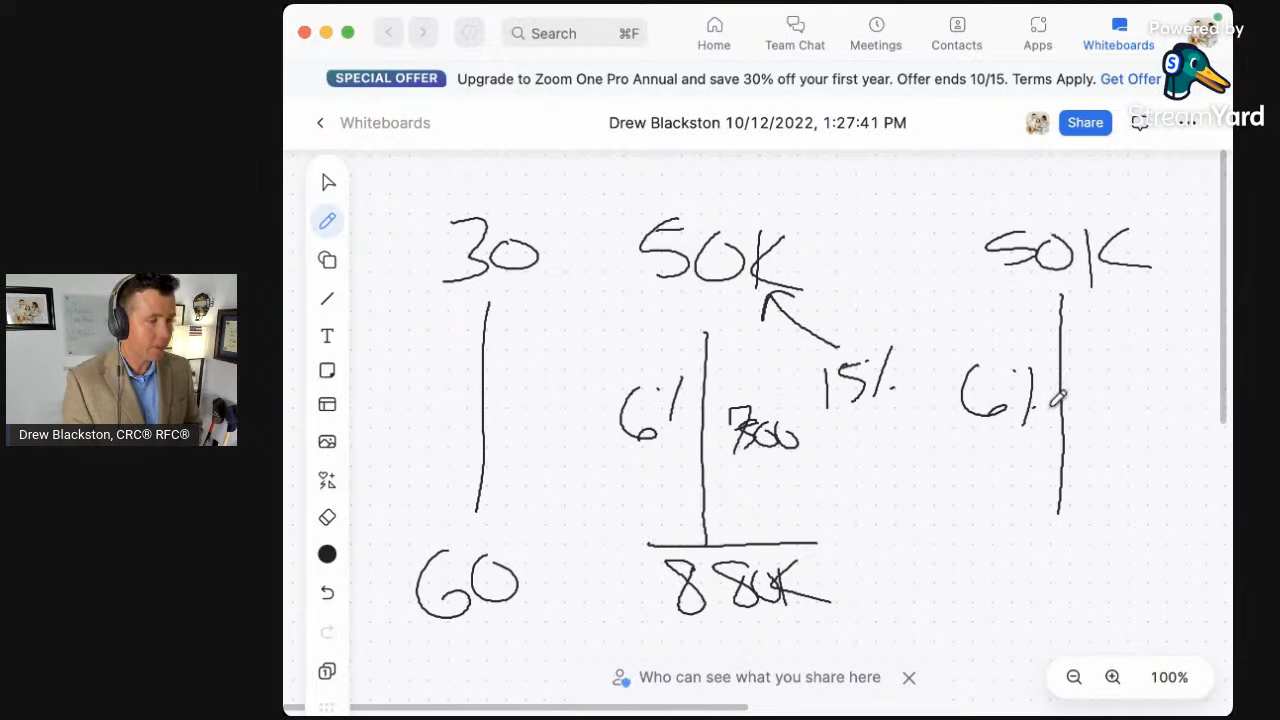 Search ⌘F
Home
Team Chat
Meetings
Contacts
Apps
Whiteboards
Powered by
StreamYard
SPECIAL OFFER Upgrade to Zoom One Pro Annual and save 30% off your first year. Offer ends 10/15. Terms Apply. Get Offer
Whiteboards
Drew Blackston 10/12/2022, 1:27:41 PM
Share
30 50K 50K
15%
6% 6%
60 880K
Drew Blackston, CRC® RFC®
Who can see what you share here
100%